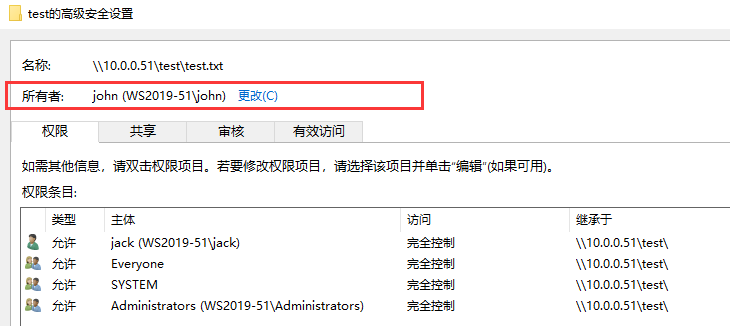 test的高级安全设置
名称: \\10.0.0.51\test\test.txt
所有者: john (WS2019-51\john) 更改(C)
权限 共享 审核 有效访问
如需其他信息，请双击权限项目。若要修改权限项目，请选择该项目并单击“编辑”(如果可用)。
权限条目:
类型 主体 访问 继承于
允许 jack (WS2019-51\jack) 完全控制 \\10.0.0.51\test\
允许 Everyone 完全控制 \\10.0.0.51\test\
允许 SYSTEM 完全控制 \\10.0.0.51\test\
允许 Administrators (WS2019-51\Administrators) 完全控制 \\10.0.0.51\test\